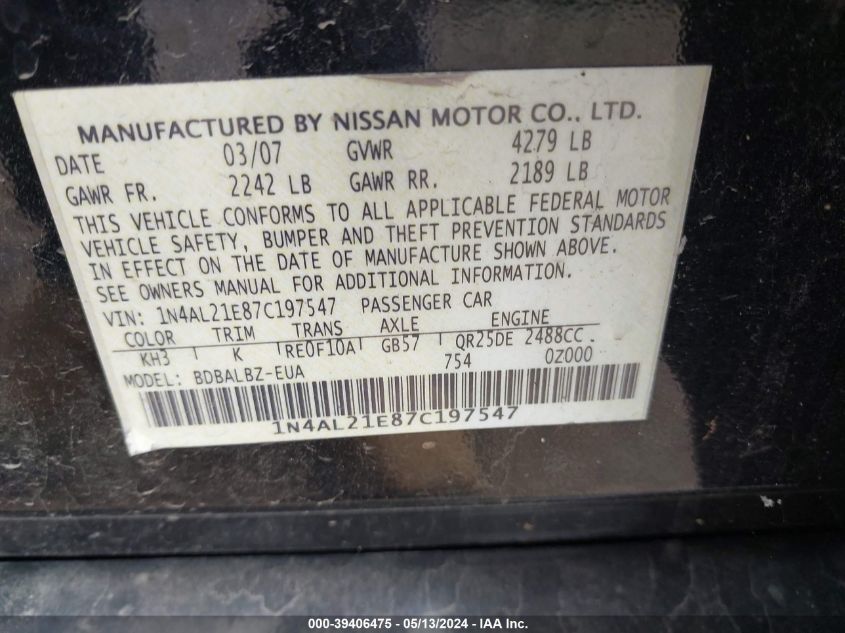 MANUFACTURED BY NISSAN MOTOR CO., LTD.
DATE 03/07 GVWR 4279 LB
GAWR FR. 2242 LB GAWR RR. 2189 LB
THIS VEHICLE CONFORMS TO ALL APPLICABLE FEDERAL MOTOR
VEHICLE SAFETY, BUMPER AND THEFT PREVENTION STANDARDS
IN EFFECT ON THE DATE OF MANUFACTURE SHOWN ABOVE.
SEE OWNERS MANUAL FOR ADDITIONAL INFORMATION.
VIN: 1N4AL21E87C197547 PASSENGER CAR
COLOR TRIM TRANS AXLE ENGINE
KH3 K RE0F10A GB57 QR25DE 2488CC
MODEL: BDBALBZ-EUA 754 0Z000
1N4AL21E87C197547
000-39406475 - 05/13/2024 - IAA Inc.